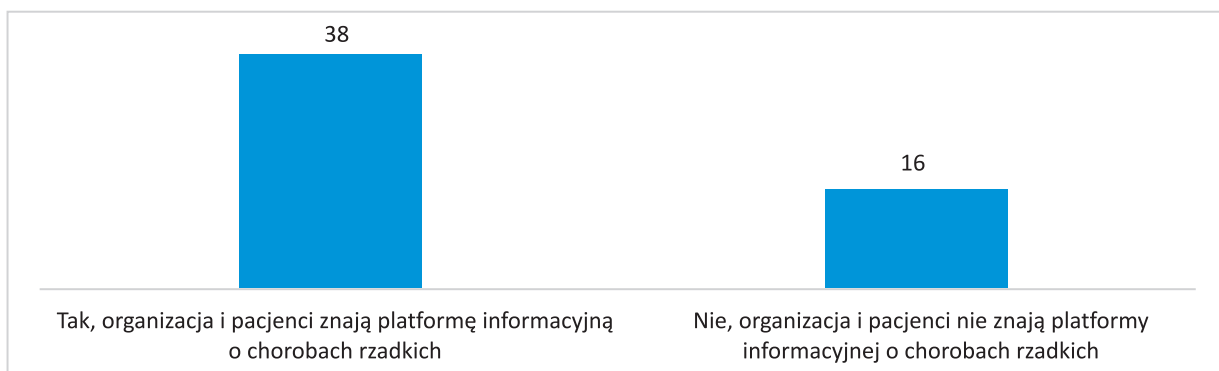 38
16
Tak, organizacja i pacjenci znają platformę informacyjną
o chorobach rzadkich
Nie, organizacja i pacjenci nie znają platformy
informacyjnej o chorobach rzadkich